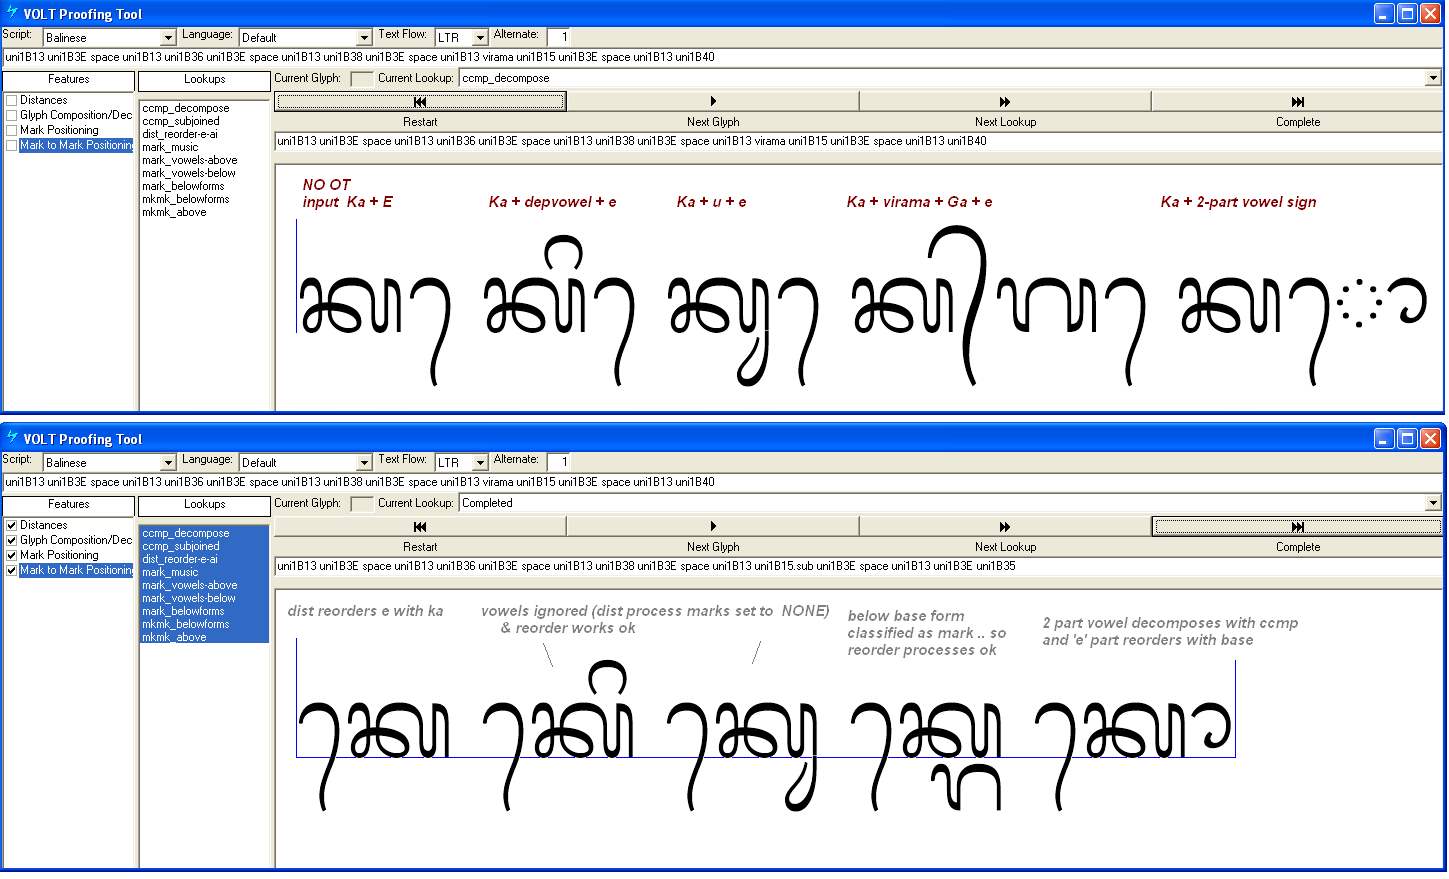 VOLT Proofing Tool
Script: Balinese Language: Default Text Flow: LTR Alternate: 1
uni1B13 uni1B3E space uni1B13 uni1B36 uni1B3E space uni1B13 uni1B38 uni1B3E space uni1B13 virama uni1B15 uni1B3E space uni1B13 uni1B40
Features Lookups Current Glyph: Current Lookup: ccmp_decompose
Distances
Glyph Composition/Dec
Mark Positioning
Mark to Mark Positioning
ccmp_decompose
ccmp_subjoined
dist_reorder-e-ai
mark_music
mark_vowels-above
mark_vowels-below
mark_belowforms
mkmk_belowforms
mkmk_above
Restart Next Glyph Next Lookup Complete
uni1B13 uni1B3E space uni1B13 uni1B36 uni1B3E space uni1B13 uni1B38 uni1B3E space uni1B13 virama uni1B15 uni1B3E space uni1B13 uni1B40
NO OT
input Ka + E Ka + depvowel + e Ka + u + e Ka + virama + Ga + e Ka + 2-part vowel sign
ᬓᬾ ᬓᬶᬾ ᬓᬸᬾ ᬓ᭄ᬕᬾ ᬓᭀ
VOLT Proofing Tool
Script: Balinese Language: Default Text Flow: LTR Alternate: 1
uni1B13 uni1B3E space uni1B13 uni1B36 uni1B3E space uni1B13 uni1B38 uni1B3E space uni1B13 virama uni1B15 uni1B3E space uni1B13 uni1B40
Features Lookups Current Glyph: Current Lookup: Completed
Distances
Glyph Composition/Dec
Mark Positioning
Mark to Mark Positioning
ccmp_decompose
ccmp_subjoined
dist_reorder-e-ai
mark_music
mark_vowels-above
mark_vowels-below
mark_belowforms
mkmk_belowforms
mkmk_above
Restart Next Glyph Next Lookup Complete
uni1B13 uni1B3E space uni1B13 uni1B36 uni1B3E space uni1B13 uni1B38 uni1B3E space uni1B13 uni1B15.sub uni1B3E space uni1B13 uni1B3E uni1B35
dist reorders e with ka
vowels ignored (dist process marks set to NONE)
& reorder works ok
below base form
classified as mark .. so
reorder processes ok
2 part vowel decomposes with ccmp
and 'e' part reorders with base
ᬓᬾ ᬓᬶᬾ ᬓᬸᬾ ᬓ᭄ᬕᬾ ᬓᭀ